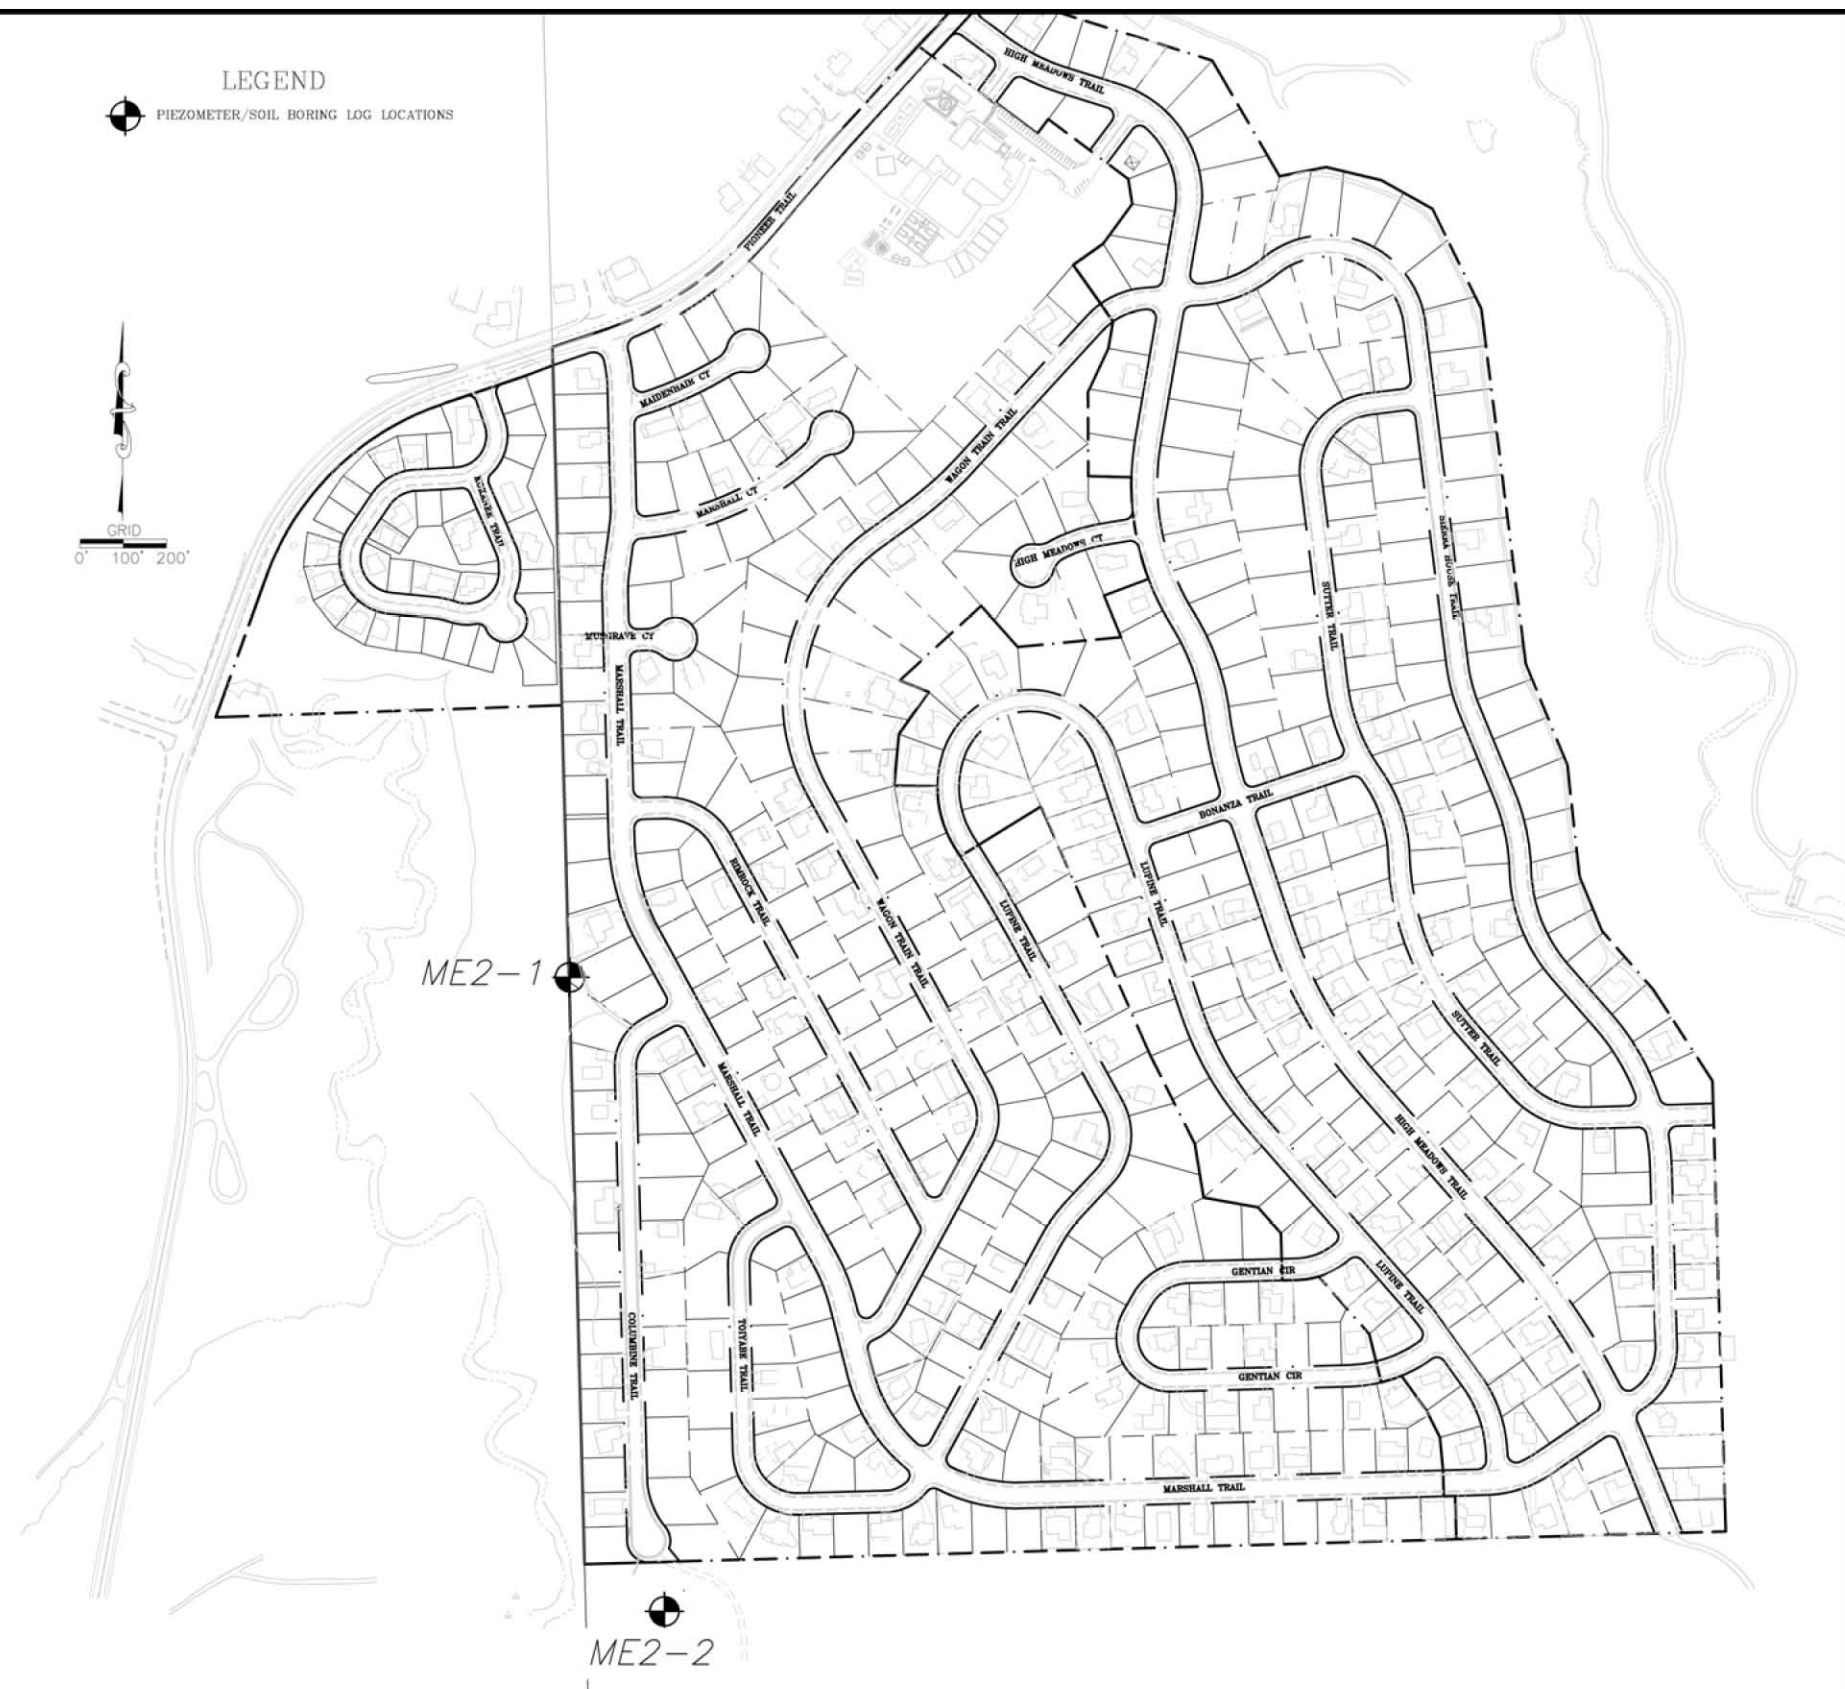 LEGEND
PIEZOMETER/SOIL BORING LOG LOCATIONS
HIGH MEADOWS TRAIL
PIONEER TRAIL
MAIDENHAIR CT
WAGON TRAIN TRAIL
MARSHALL CT
GRID
0' 100' 200'
HIGH MEADOWS CT
SIERRA HOUSE TRAIL
SUTTER TRAIL
MUSGRAVE CT
MARSHALL TRAIL
BONANZA TRAIL
RIMROCK TRAIL
LUPINE TRAIL
WAGON TRAIN TRAIL
LUPINE TRAIL
ME2-1
SUTTER TRAIL
MARSHALL TRAIL
HIGH MEADOWS TRAIL
GENTIAN CIR
LUPINE TRAIL
COLUMBINE TRAIL
TOIYABE TRAIL
GENTIAN CIR
MARSHALL TRAIL
ME2-2